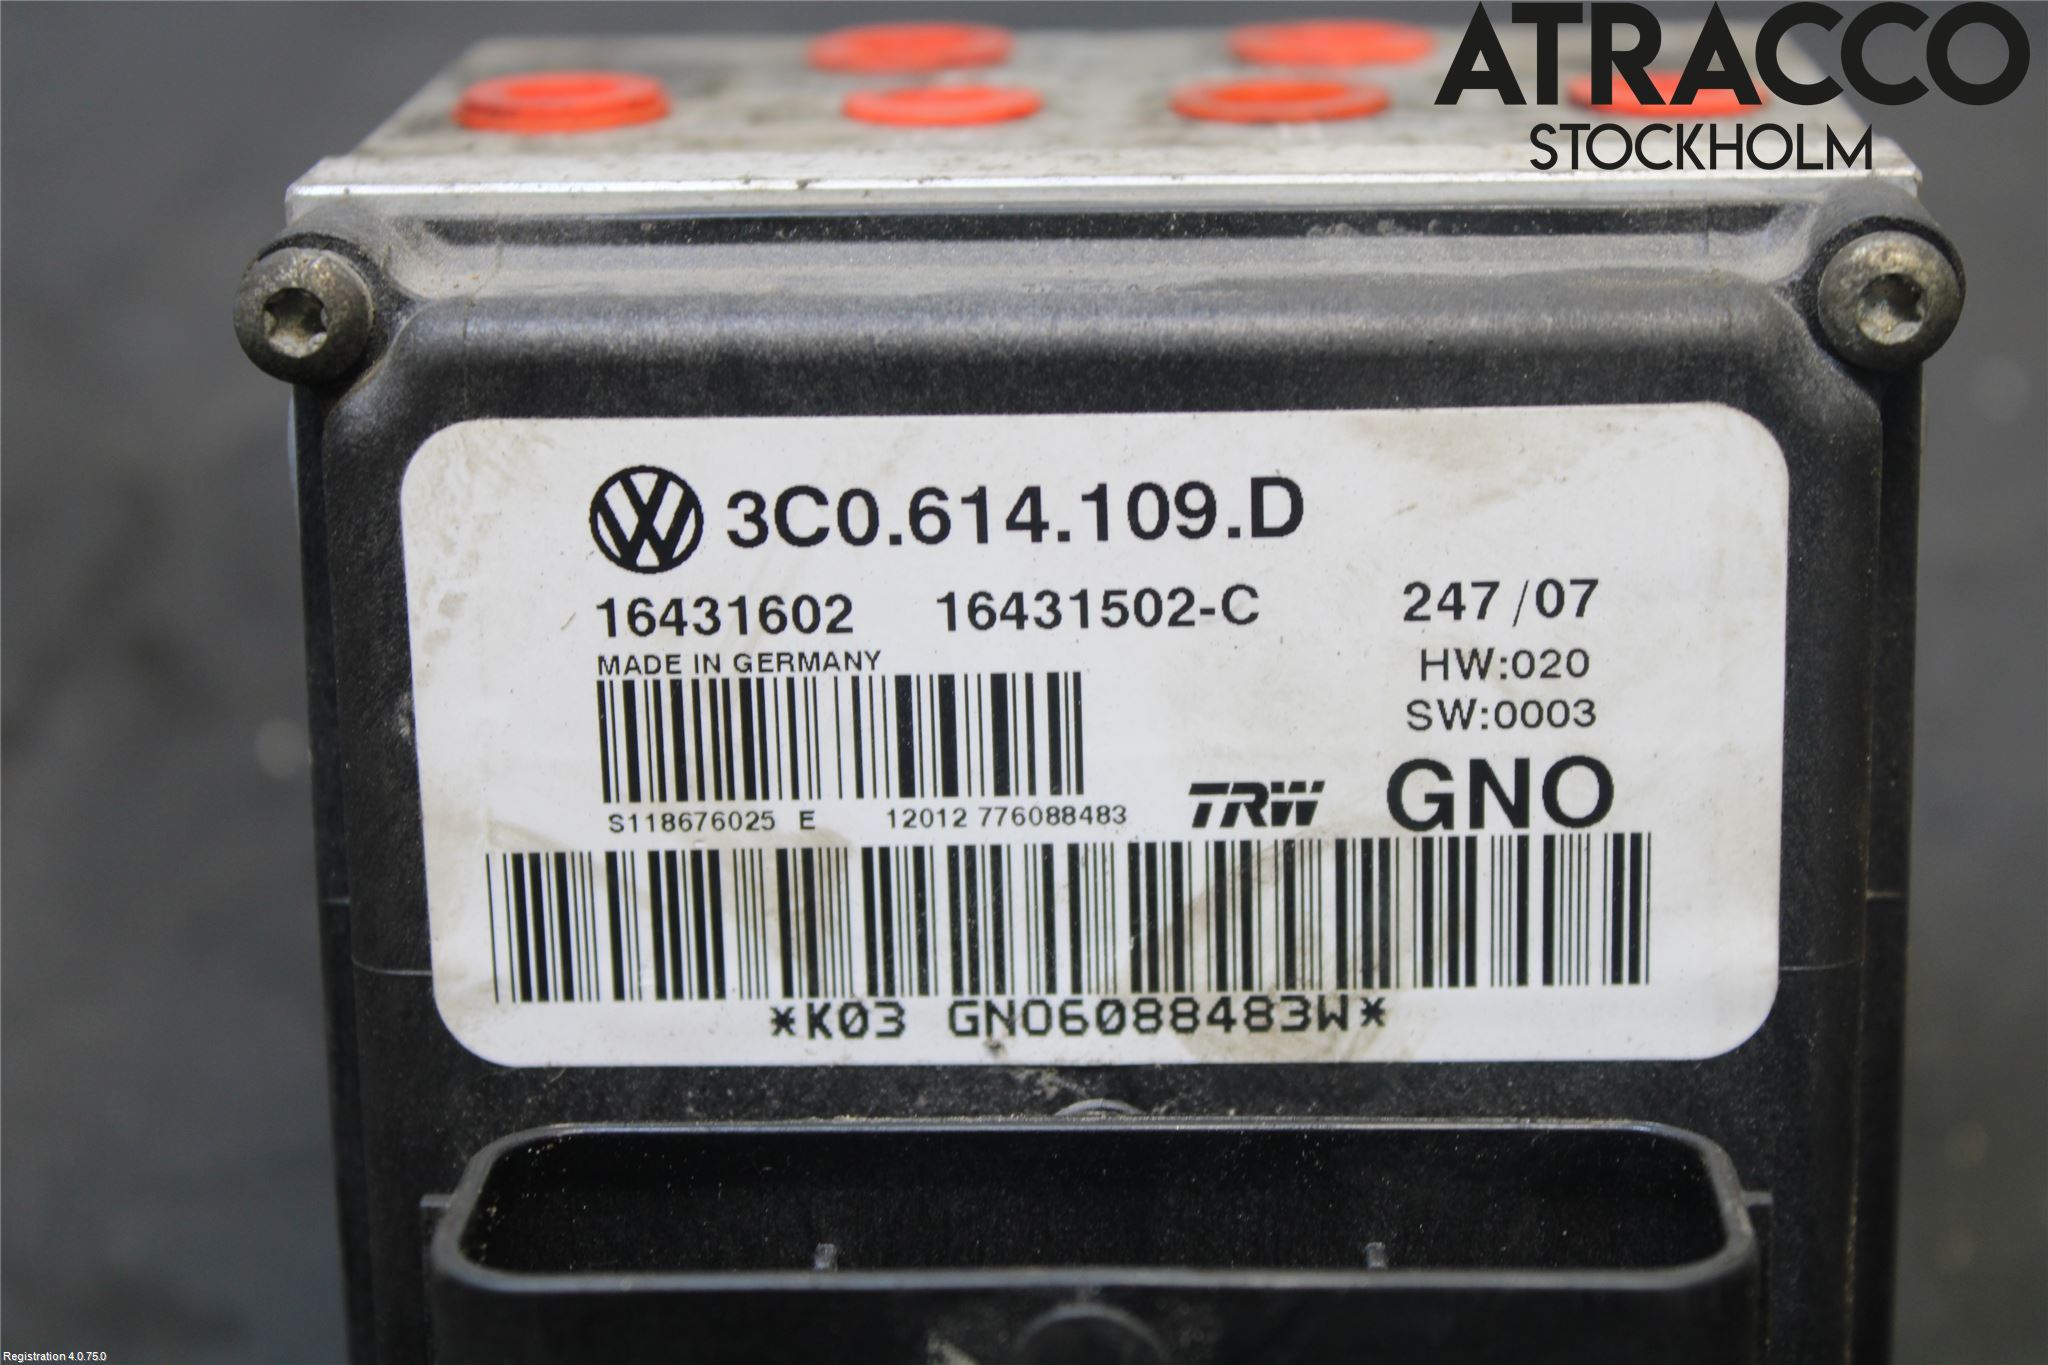 ATRACCO
STOCKHOLM
3C0.614.109.D
16431602 16431502-C 247/07
MADE IN GERMANY HW:020
SW:0003
S118676025 E 12012 776088483 TRW GNO
*K03 GNO6088483W*
Registration 4.0.75.0